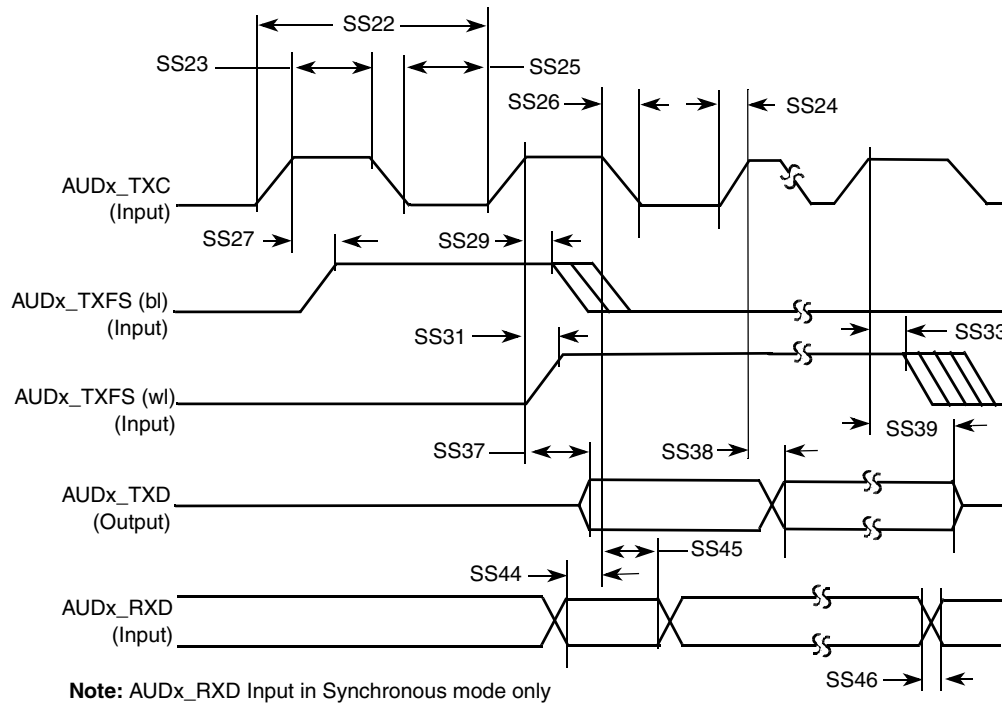 SS22
SS23
SS25
SS26
SS24
AUDx_TXC
(Input)
SS27
SS29
AUDx_TXFS (bl)
(Input)
SS31
SS33
AUDx_TXFS (wl)
(Input)
SS39
SS37
SS38
AUDx_TXD
(Output)
SS45
SS44
AUDx_RXD
(Input)
SS46
Note: AUDx_RXD Input in Synchronous mode only